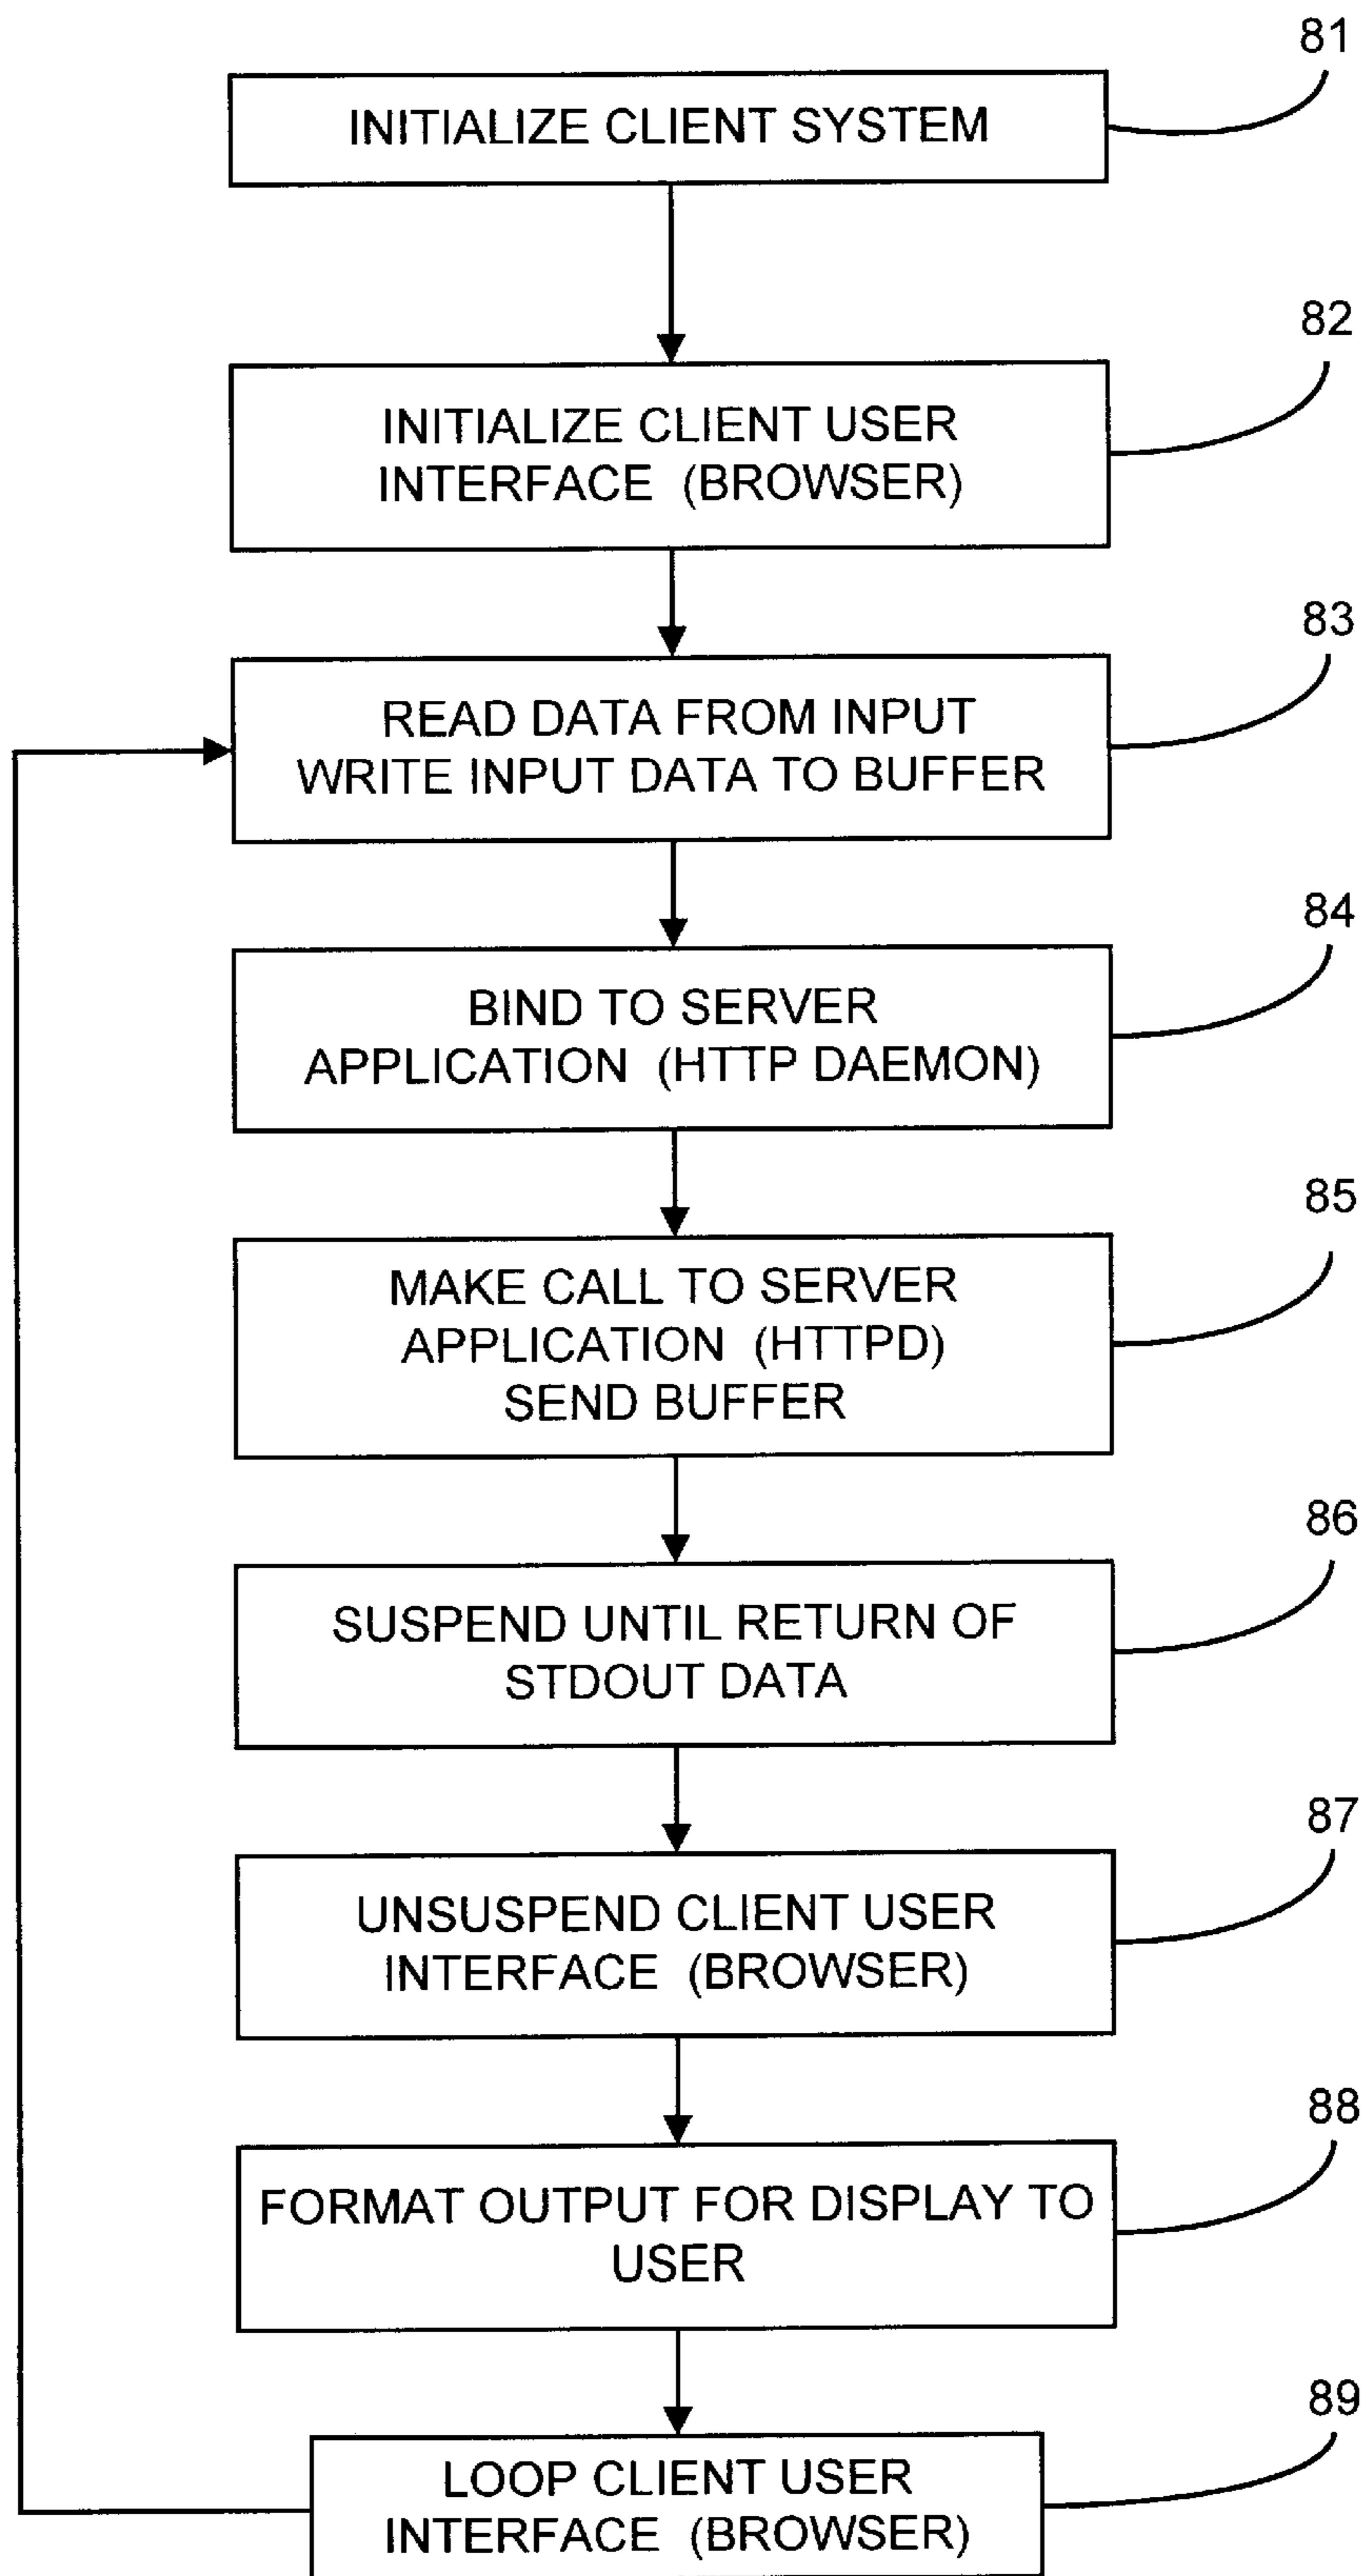 81
INITIALIZE CLIENT SYSTEM
82
INITIALIZE CLIENT USER
INTERFACE (BROWSER)
83
READ DATA FROM INPUT
WRITE INPUT DATA TO BUFFER
84
BIND TO SERVER
APPLICATION (HTTP DAEMON)
85
MAKE CALL TO SERVER
APPLICATION (HTTPD)
SEND BUFFER
86
SUSPEND UNTIL RETURN OF
STDOUT DATA
87
UNSUSPEND CLIENT USER
INTERFACE (BROWSER)
88
FORMAT OUTPUT FOR DISPLAY TO
USER
89
LOOP CLIENT USER
INTERFACE (BROWSER)